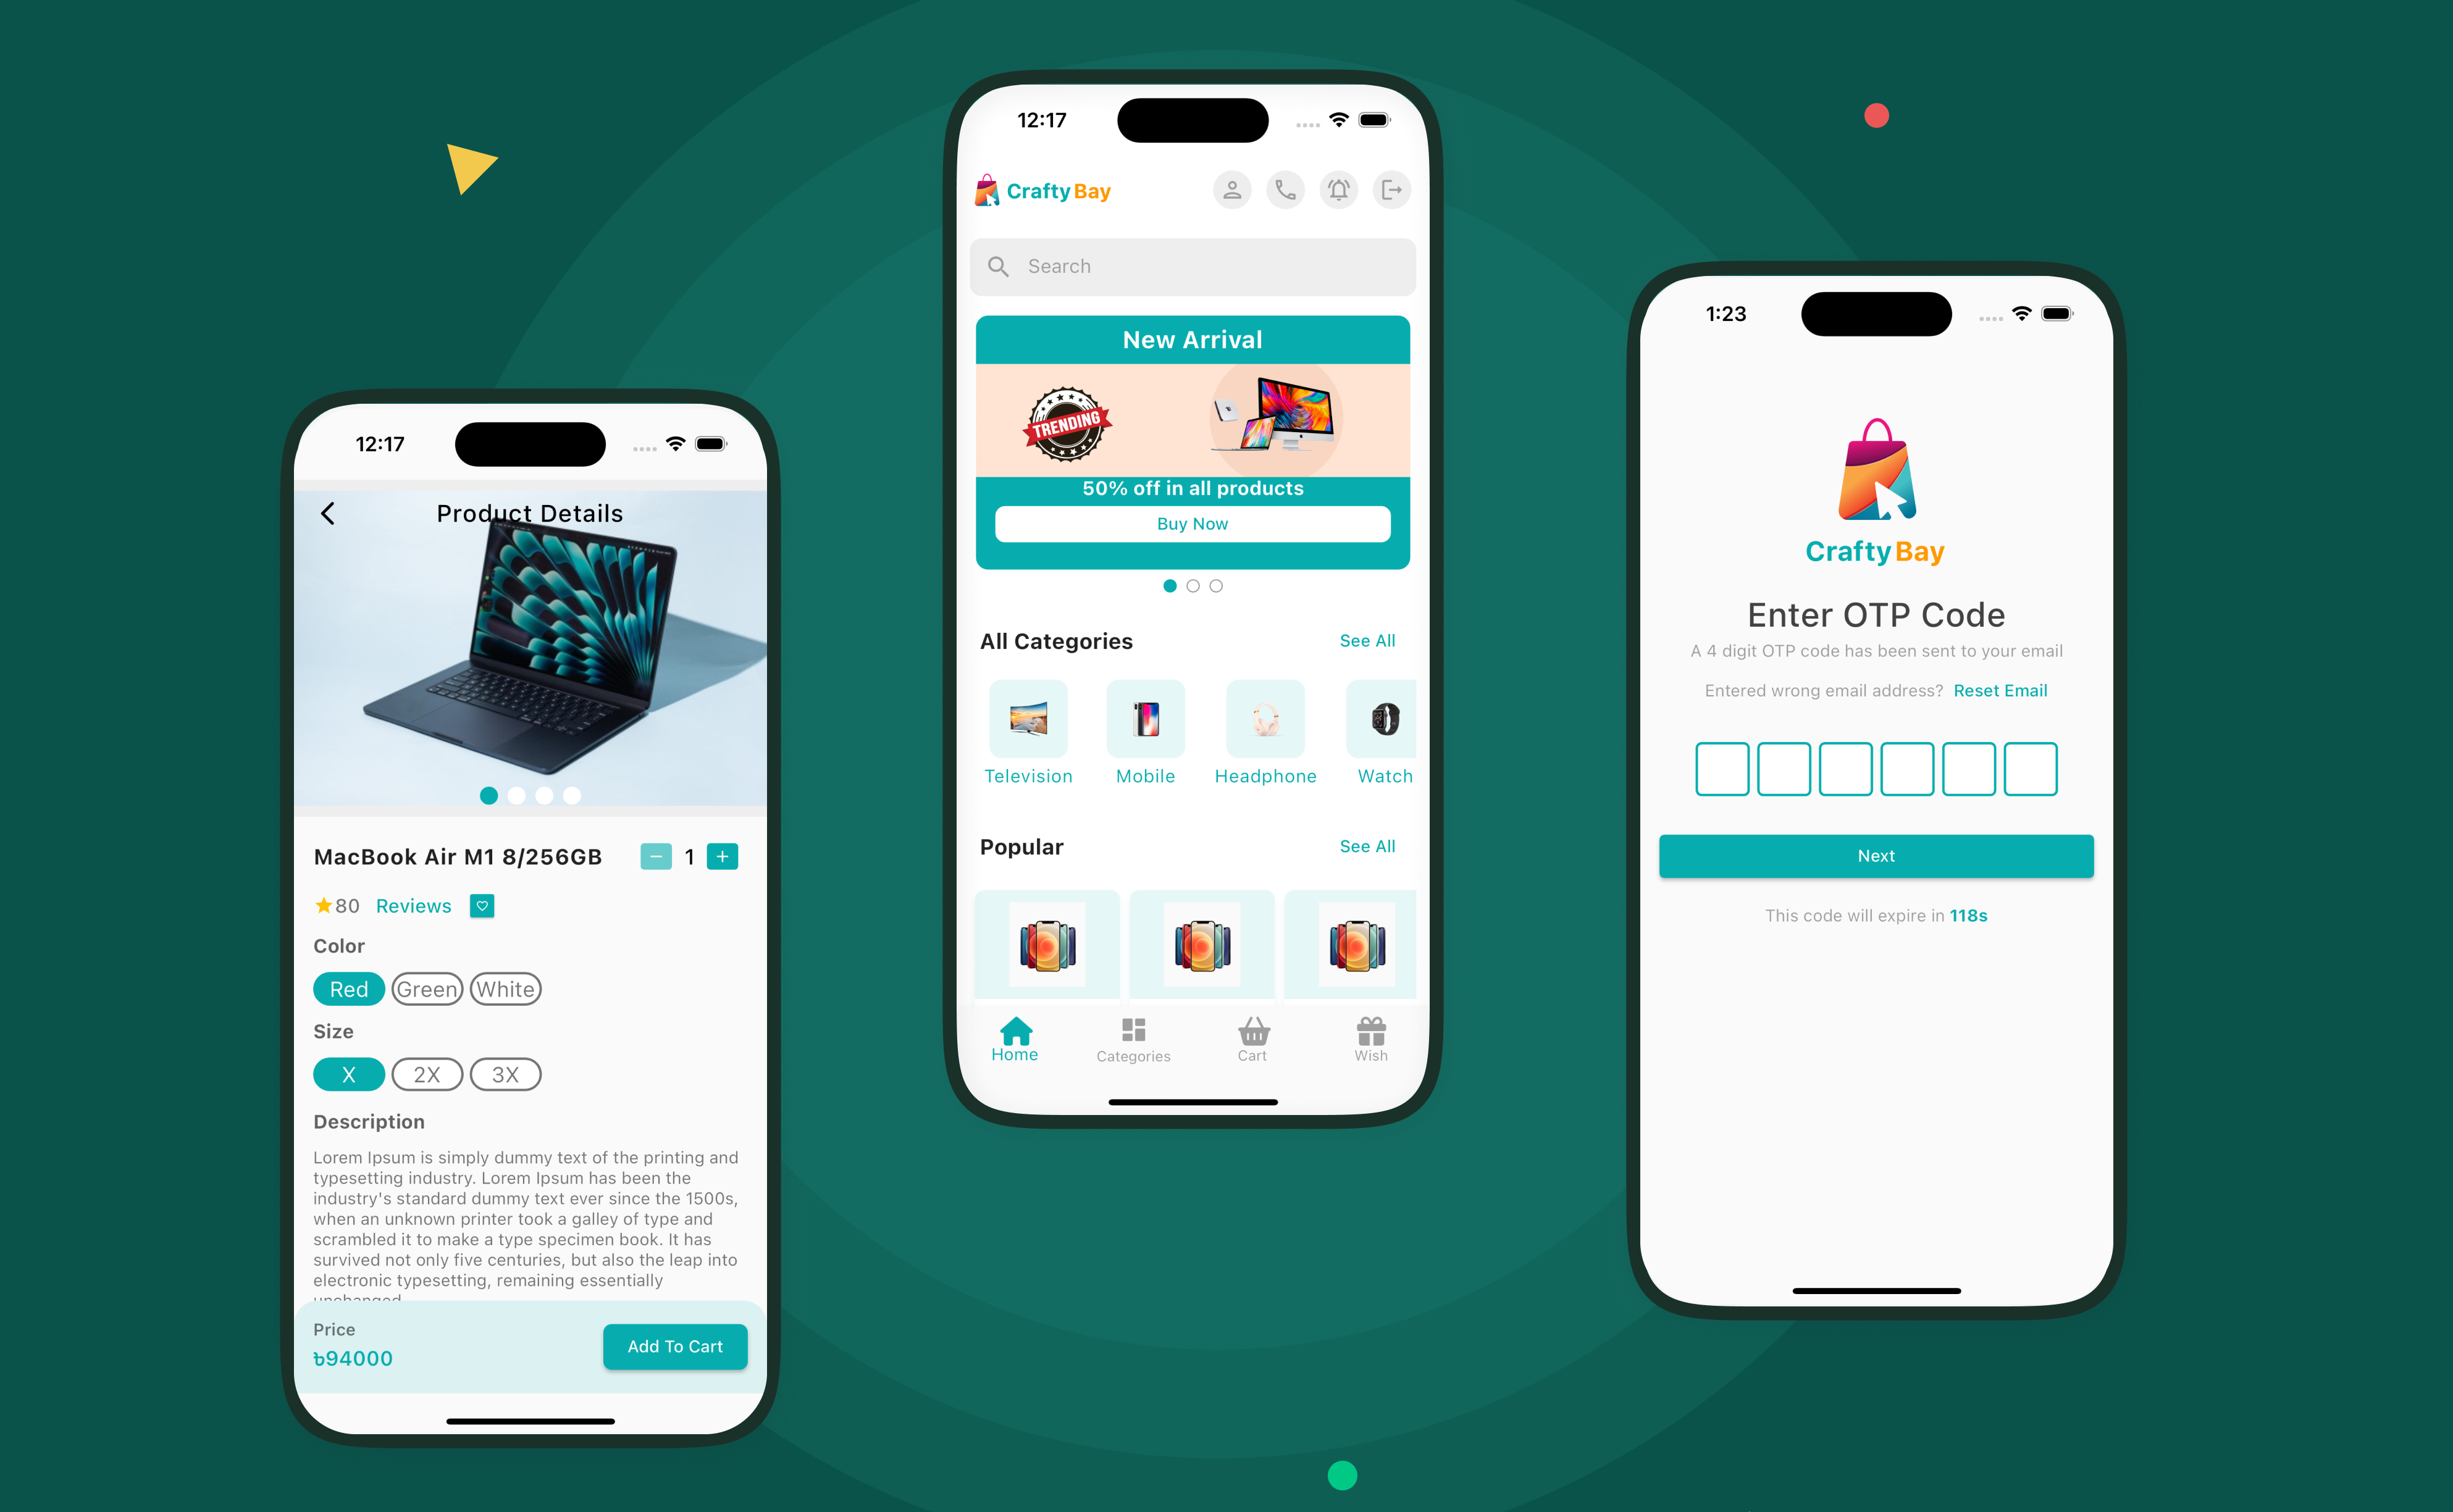 12:17
Product Details
MacBook Air M1 8/256GB
1
80 Reviews
Color
Red Green White
Size
X 2X 3X
Description
Lorem Ipsum is simply dummy text of the printing and
typesetting industry. Lorem Ipsum has been the
industry's standard dummy text ever since the 1500s,
when an unknown printer took a galley of type and
scrambled it to make a type specimen book. It has
survived not only five centuries, but also the leap into
electronic typesetting, remaining essentially
unchanged
Price
৳94000
Add To Cart
12:17
Crafty Bay
Search
New Arrival
TRENDING
50% off in all products
Buy Now
All Categories See All
Television Mobile Headphone Watch
Popular See All
Home Categories Cart Wish
1:23
Crafty Bay
Enter OTP Code
A 4 digit OTP code has been sent to your email
Entered wrong email address? Reset Email
Next
This code will expire in 118s